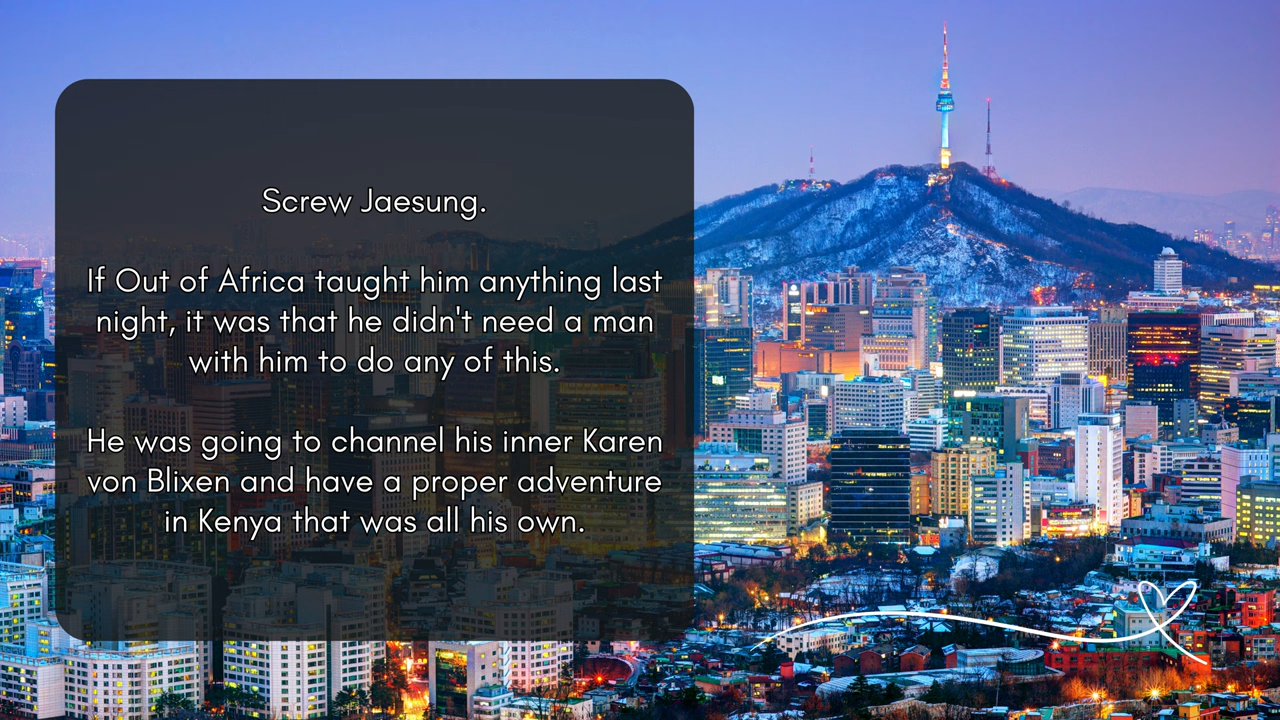 Screw Jaesung.
If Out of Africa taught him anything last
night, it was that he didn't need a man
with him to do any of this.
He was going to channel his inner Karen
von Blixen and have a proper adventure
in Kenya that was all his own.